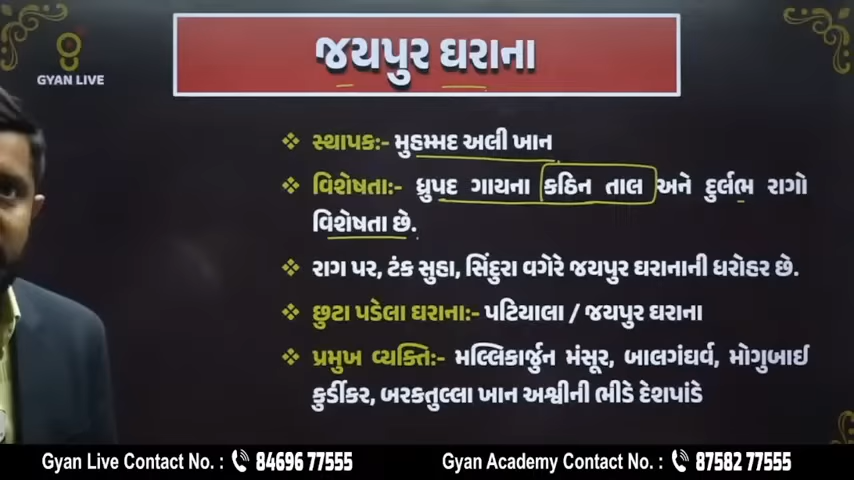 જયપુર ઘરાના
GYAN LIVE
❖ સ્થાપક:- મુહમ્મદ અલી ખાન
❖ વિશેષતા:- ધ્રુપદ ગાયના કઠિન તાલ અને દુર્લભ રાગો
વિશેષતા છે.
❖ રાગ પર, ટંક સુહા, સિંદુરા વગેરે જયપુર ઘરાનાની ધરોહર છે.
❖ છુટા પડેલા ઘરાના:- પટિયાલા / જયપુર ઘરાના
❖ પ્રમુખ વ્યક્તિ:- મલ્લિકાર્જુન મંસૂર, બાલગંધર્વ, મોગુબાઈ
કુર્ડીકર, બરકતુલ્લા ખાન અશ્વીની ભીડે દેશપાંડે
Gyan Live Contact No. : 84696 77555 Gyan Academy Contact No. : 87582 77555